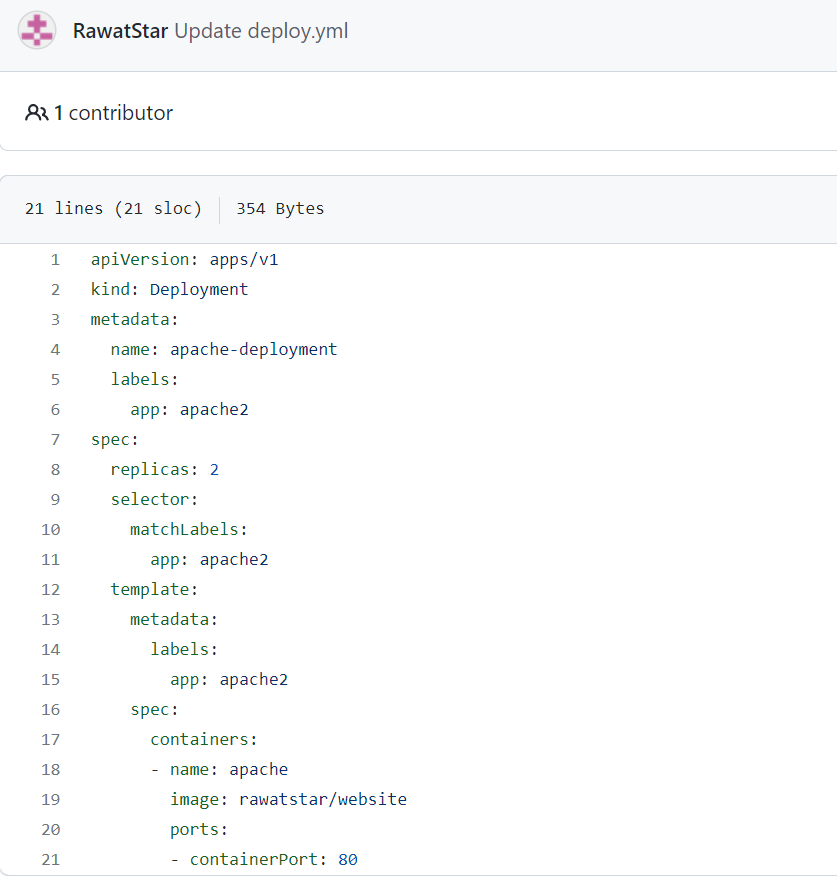 RawatStar Update deploy.yml
1 contributor
21 lines (21 sloc) 354 Bytes
1 apiVersion: apps/v1
2 kind: Deployment
3 metadata:
4   name: apache-deployment
5   labels:
6     app: apache2
7 spec:
8   replicas: 2
9   selector:
10     matchLabels:
11       app: apache2
12   template:
13     metadata:
14       labels:
15         app: apache2
16     spec:
17       containers:
18       - name: apache
19         image: rawatstar/website
20         ports:
21         - containerPort: 80